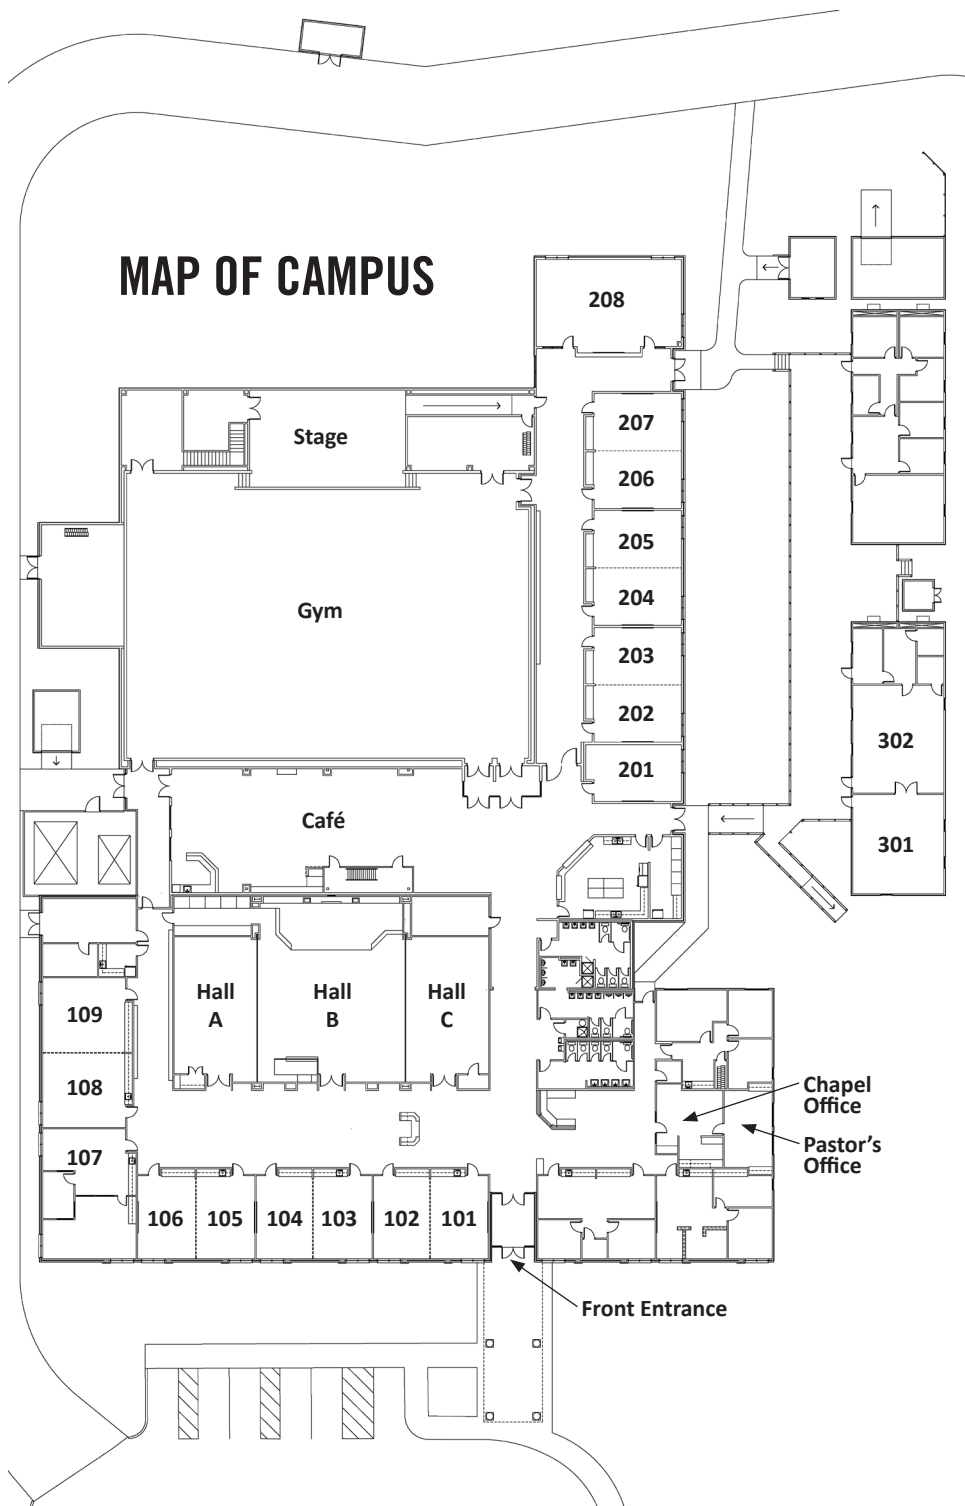 MAP OF CAMPUS
208
207
Stage
206
205
204
Gym
203
202
302
201
Café
301
Hall
A
Hall
B
Hall
C
109
108
Chapel
Office
107
Pastor's
Office
106
105
104
103
102
101
Front Entrance